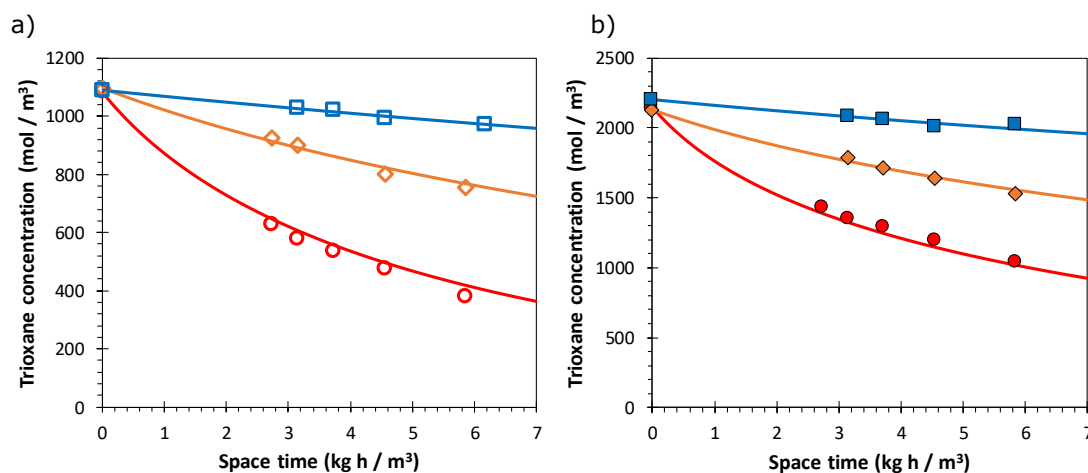 a)
b)
Trioxane concentration (mol / m³)
1200
1000
800
600
400
200
0
0 1 2 3 4 5 6 7
Space time (kg h / m³)
Trioxane concentration (mol / m³)
2500
2000
1500
1000
500
0
0 1 2 3 4 5 6 7
Space time (kg h / m³)